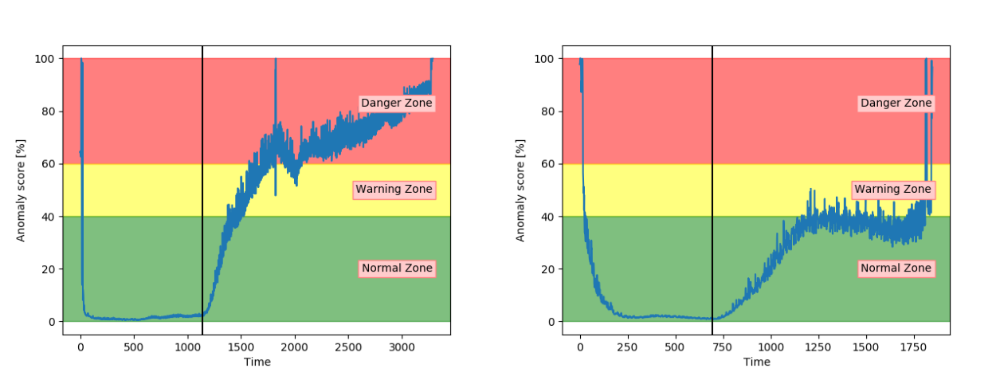 100
80
60
40
20
0
Anomaly score [%]
Danger Zone
Warning Zone
Normal Zone
0 500 1000 1500 2000 2500 3000
Time
100
80
60
40
20
0
Anomaly score [%]
Danger Zone
Warning Zone
Normal Zone
0 250 500 750 1000 1250 1500 1750
Time